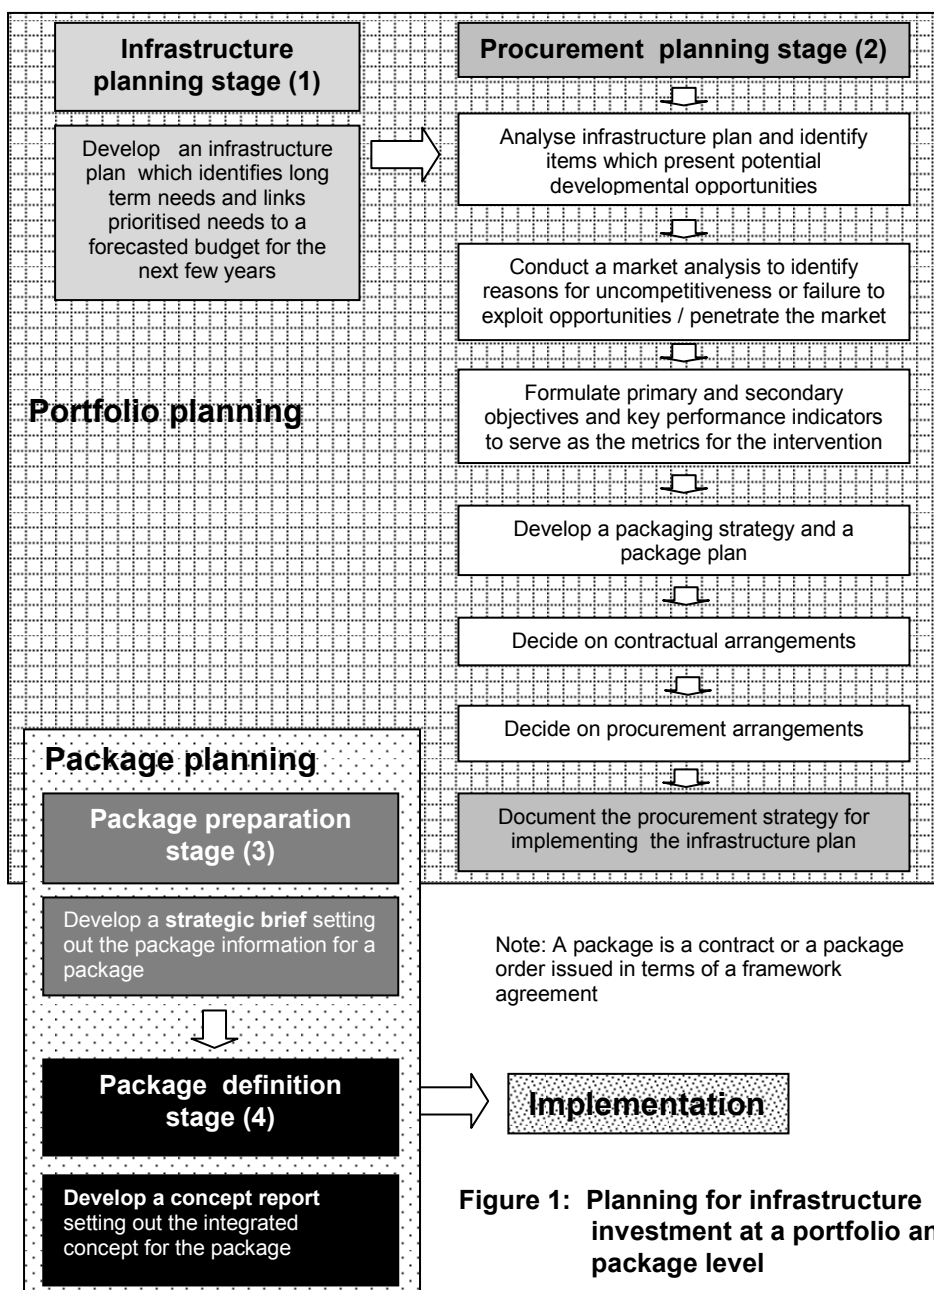 Infrastructure
planning stage (1)
Develop an infrastructure
plan which identifies long
term needs and links
prioritised needs to a
forecasted budget for the
next few years
Procurement planning stage (2)
Analyse infrastructure plan and identify
items which present potential
developmental opportunities
Conduct a market analysis to identify
reasons for uncompetitiveness or failure to
exploit opportunities / penetrate the market
Formulate primary and secondary
objectives and key performance indicators
to serve as the metrics for the intervention
Develop a packaging strategy and a
package plan
Decide on contractual arrangements
Decide on procurement arrangements
Document the procurement strategy for
implementing the infrastructure plan
Portfolio planning
Package planning
Package preparation
stage (3)
Develop a strategic brief setting
out the package information for a
package
Package definition
stage (4)
Develop a concept report
setting out the integrated
concept for the package
Note: A package is a contract or a package
order issued in terms of a framework
agreement
Implementation
Figure 1: Planning for infrastructure
investment at a portfolio an
package level